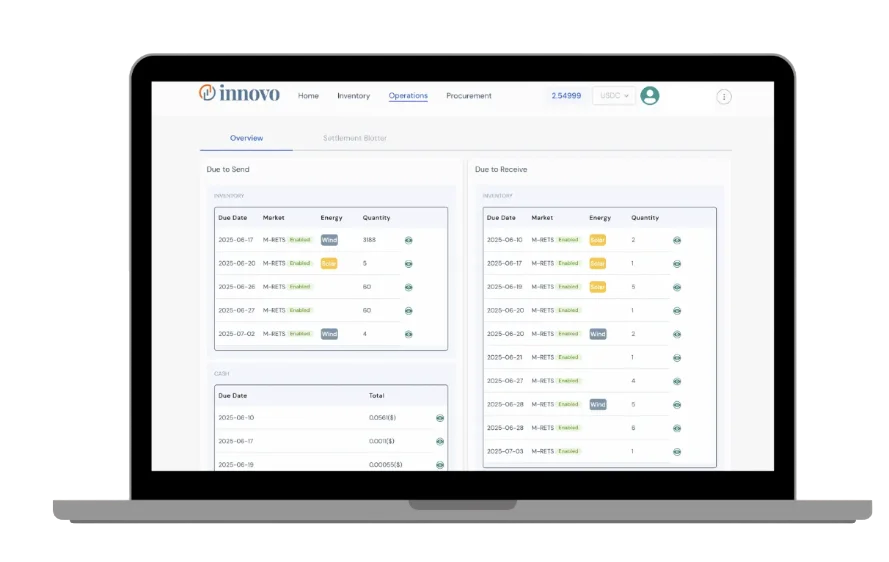 innovo Home Inventory Operations Procurement 2.54999 USDC
Overview Settlement Blotter
Due to Send
INVENTORY
Due Date Market Energy Quantity
2025-06-17 M-RETS Enabled Wind 3188
2025-06-20 M-RETS Enabled Solar 5
2025-06-26 M-RETS Enabled 60
2025-06-27 M-RETS Enabled 60
2025-07-02 M-RETS Enabled Wind 4
CASH
Due Date Total
2025-06-10 0.0561($)
2025-06-17 0.0011($)
2025-06-18 0.00055($)
Due to Receive
INVENTORY
Due Date Market Energy Quantity
2025-06-10 M-RETS Enabled Solar 2
2025-06-17 M-RETS Enabled Solar 1
2025-06-19 M-RETS Enabled Solar 5
2025-06-20 M-RETS Enabled 1
2025-06-20 M-RETS Enabled Wind 2
2025-06-21 M-RETS Enabled 1
2025-06-27 M-RETS Enabled 4
2025-06-28 M-RETS Enabled Wind 5
2025-06-28 M-RETS Enabled 8
2025-07-03 M-RETS Enabled 1